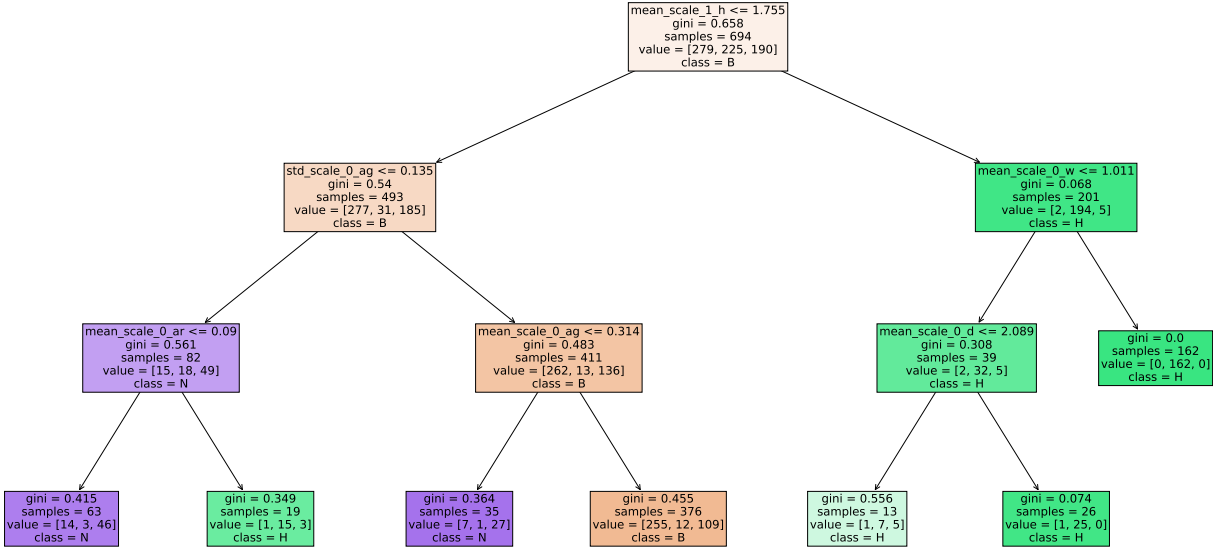 mean_scale_1_h <= 1.755
gini = 0.658
samples = 694
value = [279, 225, 190]
class = B
std_scale_0_ag <= 0.135
gini = 0.54
samples = 493
value = [277, 31, 185]
class = B
mean_scale_0_w <= 1.011
gini = 0.068
samples = 201
value = [2, 194, 5]
class = H
mean_scale_0_ar <= 0.09
gini = 0.561
samples = 82
value = [15, 18, 49]
class = N
mean_scale_0_ag <= 0.314
gini = 0.483
samples = 411
value = [262, 13, 136]
class = B
mean_scale_0_d <= 2.089
gini = 0.308
samples = 39
value = [2, 32, 5]
class = H
gini = 0.0
samples = 162
value = [0, 162, 0]
class = H
gini = 0.415
samples = 63
value = [14, 3, 46]
class = N
gini = 0.349
samples = 19
value = [1, 15, 3]
class = H
gini = 0.364
samples = 35
value = [7, 1, 27]
class = N
gini = 0.455
samples = 376
value = [255, 12, 109]
class = B
gini = 0.556
samples = 13
value = [1, 7, 5]
class = H
gini = 0.074
samples = 26
value = [1, 25, 0]
class = H